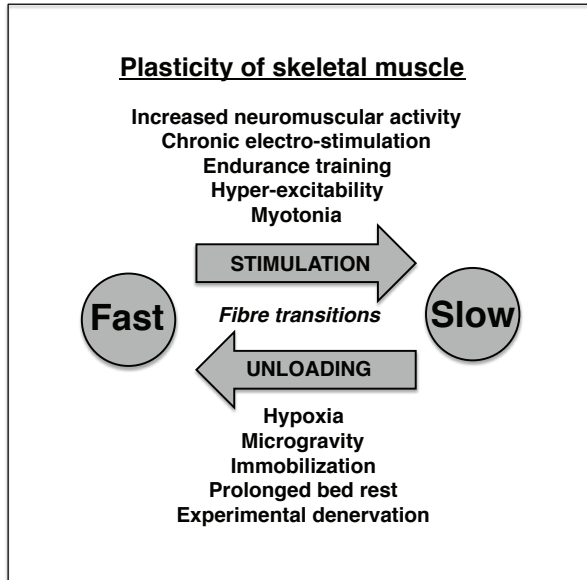 Plasticity of skeletal muscle
Increased neuromuscular activity
Chronic electro-stimulation
Endurance training
Hyper-excitability
Myotonia
STIMULATION
Fast
Fibre transitions
Slow
UNLOADING
Hypoxia
Microgravity
Immobilization
Prolonged bed rest
Experimental denervation